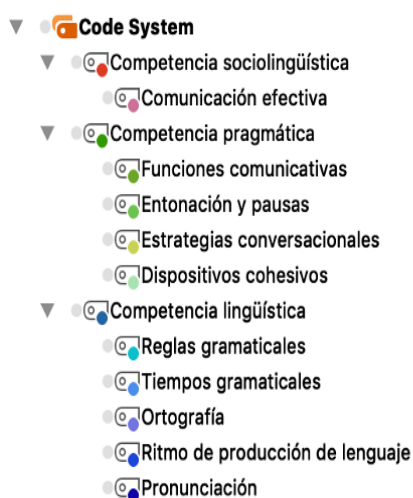 Code System
Competencia sociolingüística
Comunicación efectiva
Competencia pragmática
Funciones comunicativas
Entonación y pausas
Estrategias conversacionales
Dispositivos cohesivos
Competencia lingüística
Reglas gramaticales
Tiempos gramaticales
Ortografía
Ritmo de producción de lenguaje
Pronunciación